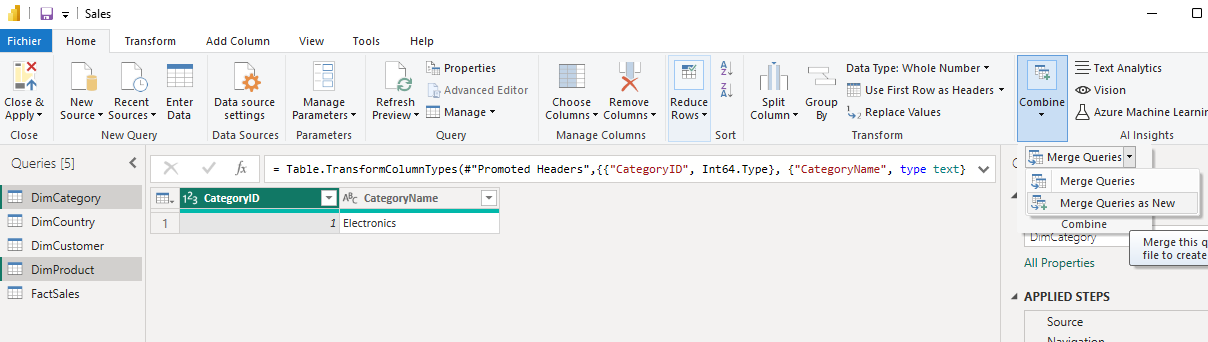 Sales
Fichier Home Transform Add Column View Tools Help
Close & Apply
New Source
Recent Sources
Enter Data
Data source settings
Manage Parameters
Refresh Preview
Properties
Advanced Editor
Manage
Choose Columns
Remove Columns
Reduce Rows
Split Column
Group By
Data Type: Whole Number
Use First Row as Headers
Replace Values
Combine
Text Analytics
Vision
Azure Machine Learnin
Close New Query Data Sources Parameters Query Manage Columns Sort Transform AI Insights
Merge Queries
Merge Queries
Merge Queries as New
Combine
Merge this q
file to create
Queries [5]
DimCategory
DimCountry
DimCustomer
DimProduct
FactSales
fx = Table.TransformColumnTypes(#"Promoted Headers",{{"CategoryID", Int64.Type}, {"CategoryName", type text}
1²3 CategoryID ABC CategoryName
1 1 Electronics
DimCategory
All Properties
APPLIED STEPS
Source